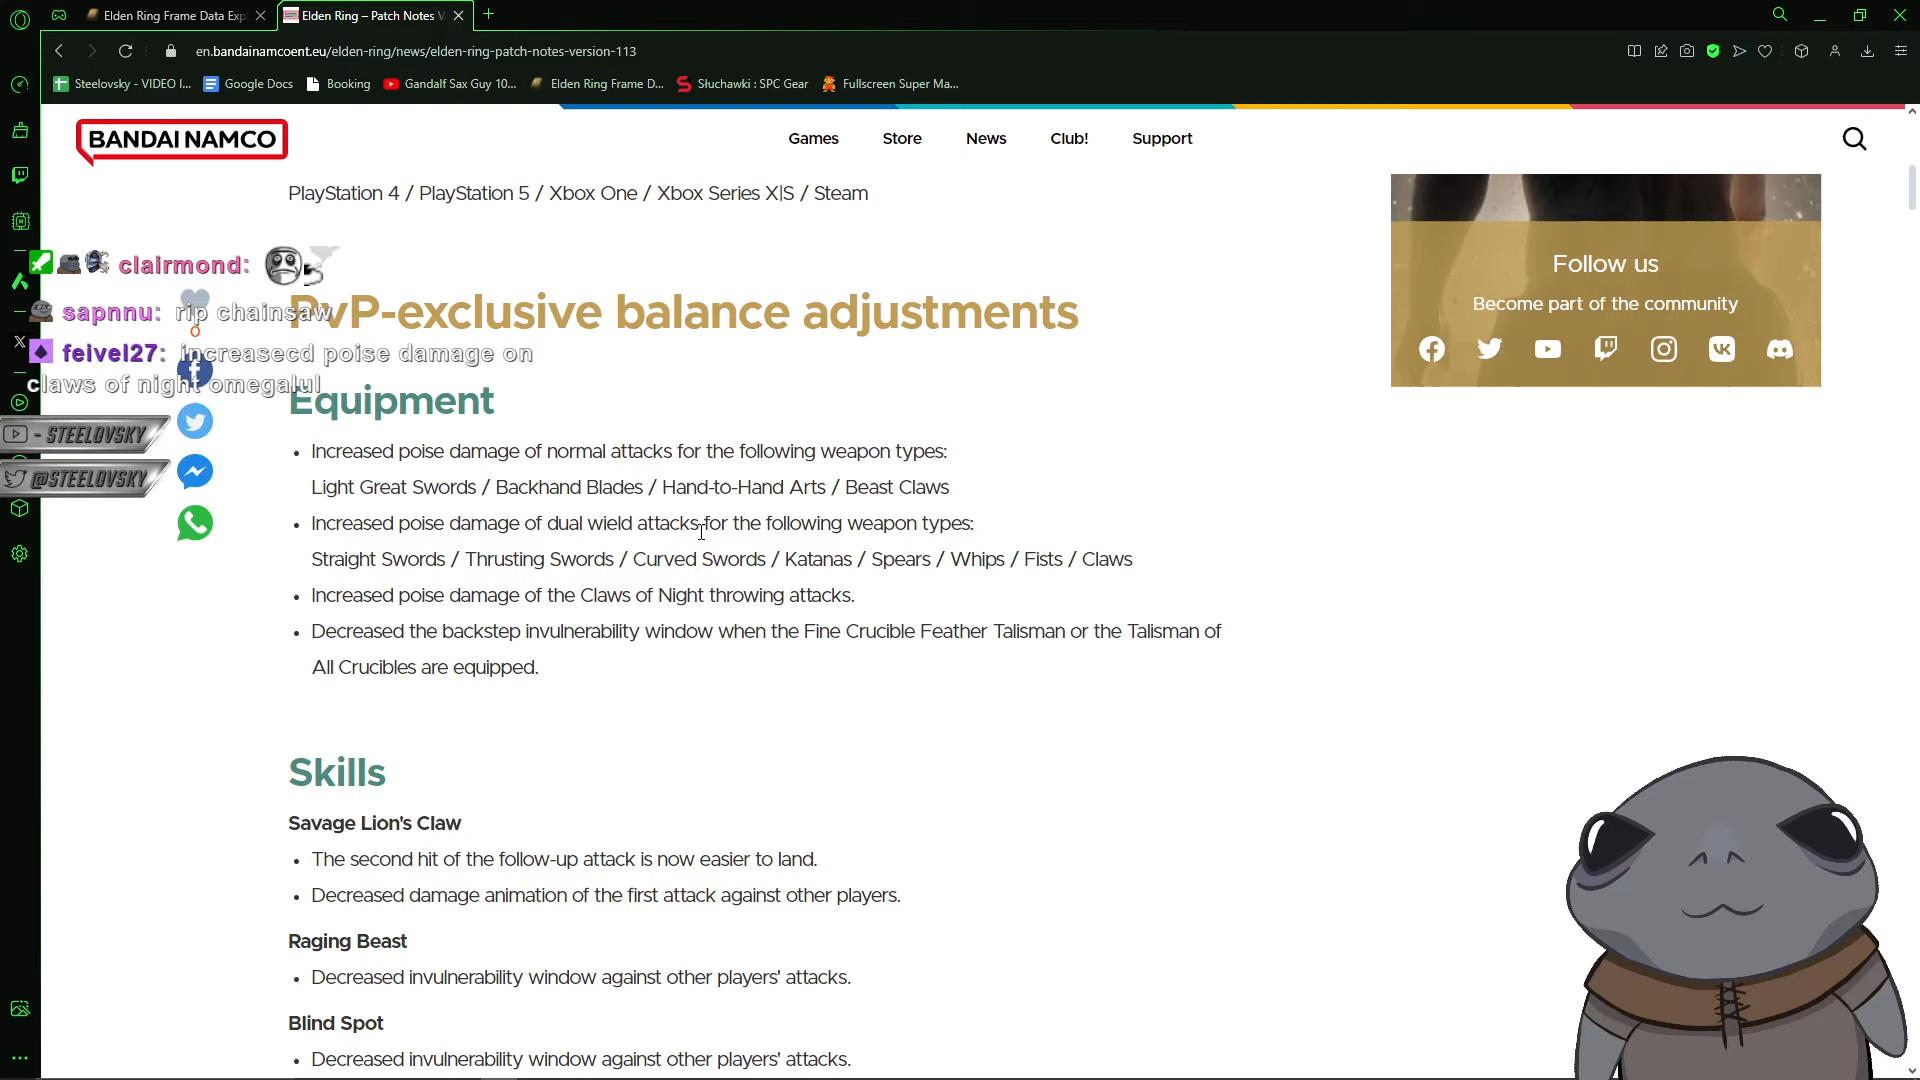 Elden Ring Frame Data Exp
Elden Ring – Patch Notes V
en.bandainamcoent.eu/elden-ring/news/elden-ring-patch-notes-version-113
Steelovsky - VIDEO I...
Google Docs
Booking
Gandalf Sax Guy 10...
Elden Ring Frame D...
Słuchawki : SPC Gear
Fullscreen Super Ma...
BANDAI NAMCO
Games
Store
News
Club!
Support
PlayStation 4 / PlayStation 5 / Xbox One / Xbox Series X|S / Steam
Follow us
Become part of the community
clairmond:
sapnnu: rip chainsaw
feivel27: increasecd poise damage on
claws of night omegalul
- STEELOVSKY
@STEELOVSKY
0
PvP-exclusive balance adjustments
Equipment
• Increased poise damage of normal attacks for the following weapon types:
Light Great Swords / Backhand Blades / Hand-to-Hand Arts / Beast Claws
• Increased poise damage of dual wield attacks for the following weapon types:
Straight Swords / Thrusting Swords / Curved Swords / Katanas / Spears / Whips / Fists / Claws
• Increased poise damage of the Claws of Night throwing attacks.
• Decreased the backstep invulnerability window when the Fine Crucible Feather Talisman or the Talisman of
All Crucibles are equipped.
Skills
Savage Lion's Claw
• The second hit of the follow-up attack is now easier to land.
• Decreased damage animation of the first attack against other players.
Raging Beast
• Decreased invulnerability window against other players' attacks.
Blind Spot
• Decreased invulnerability window against other players' attacks.